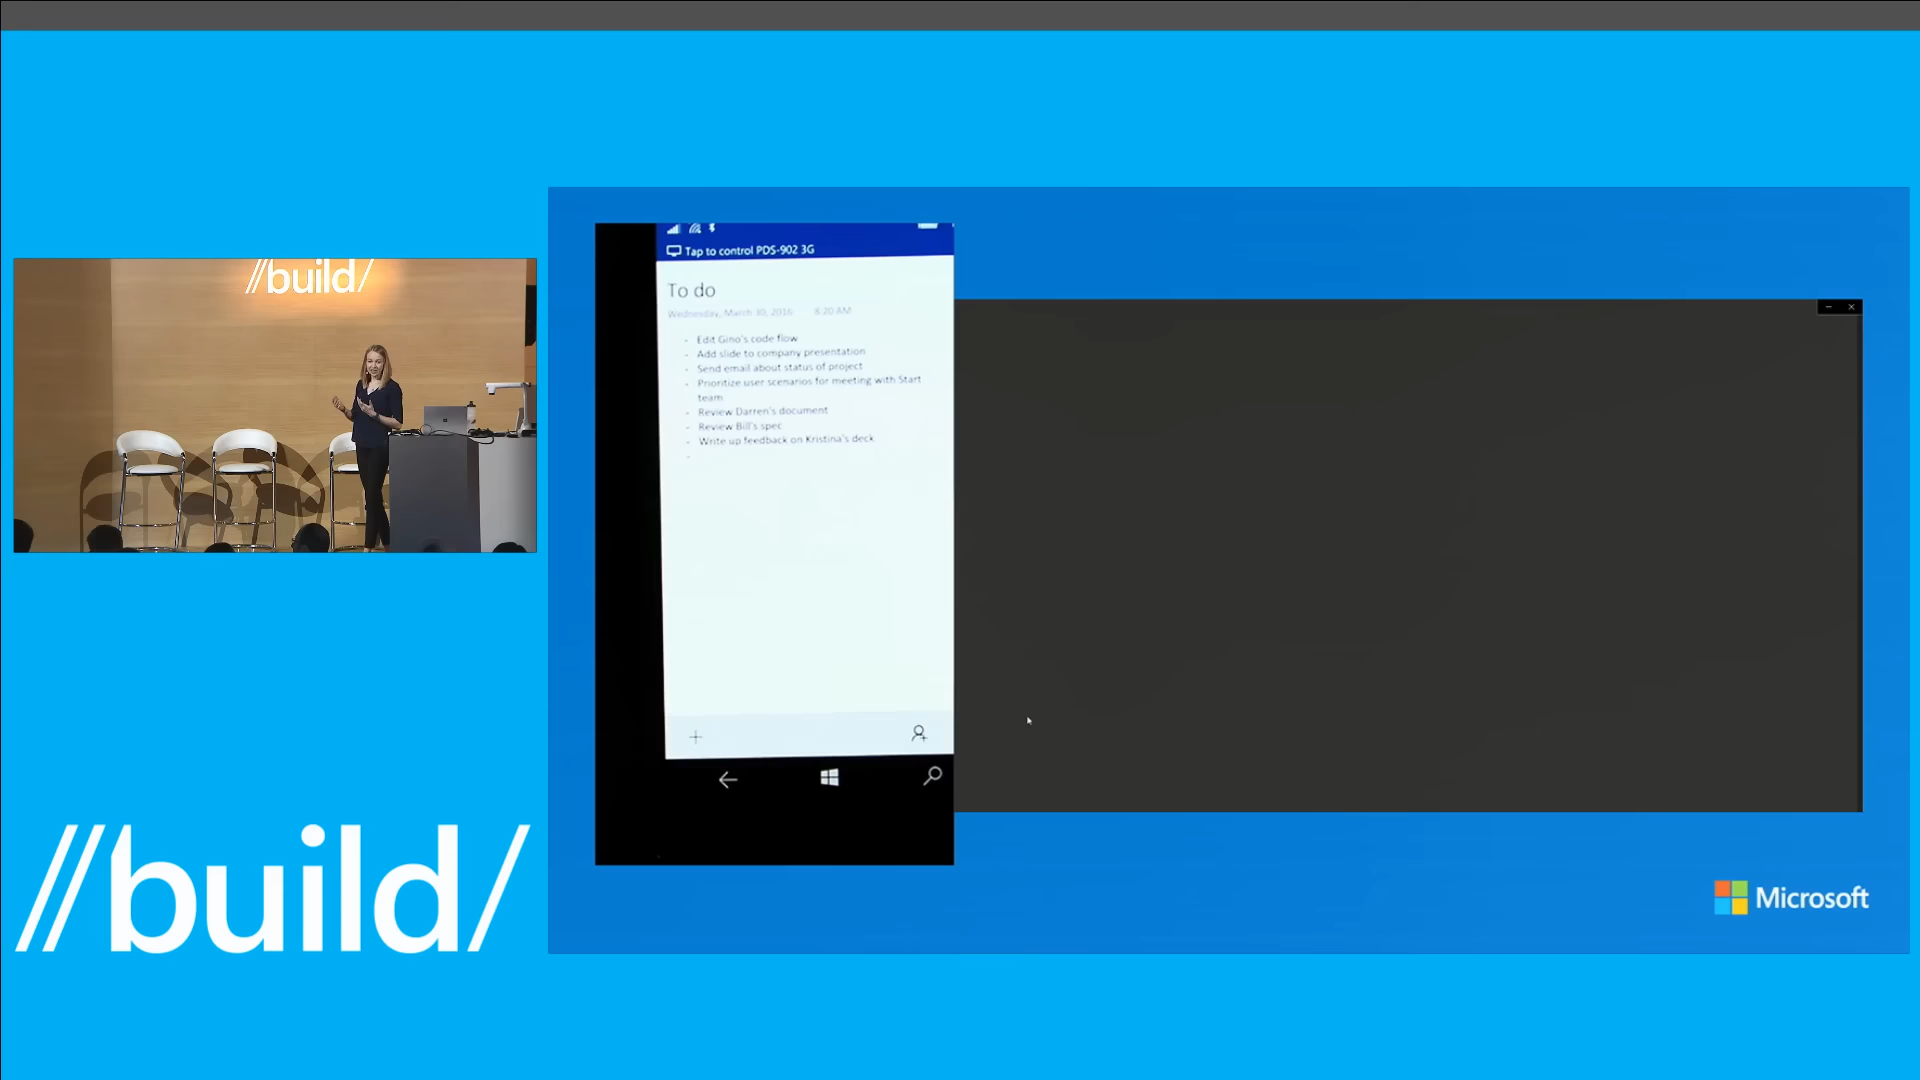 //build/
Tap to control PDS-902 3G
To do
Wednesday, March 30, 2016 8:20 AM
- Edit Gino's code flow
- Add slide to company presentation
- Send email about status of project
- Prioritize user scenarios for meeting with Start
team
- Review Darren's document
- Review Bill's spec
- Write up feedback on Kristina's deck
-
//build/
Microsoft